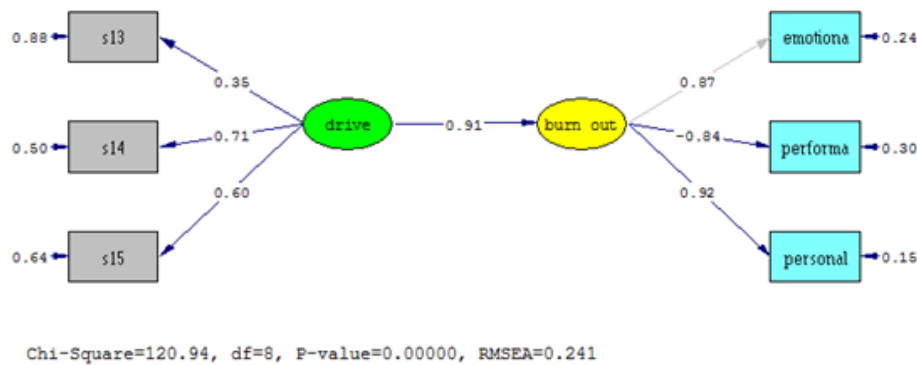 0.88 s13 emotiona 0.24
0.35 0.87
drive 0.91 burn out
0.50 s14 0.71 -0.84 performa 0.30
0.60 0.92
0.64 s15 personal 0.15
Chi-Square=120.94, df=8, P-value=0.00000, RMSEA=0.241